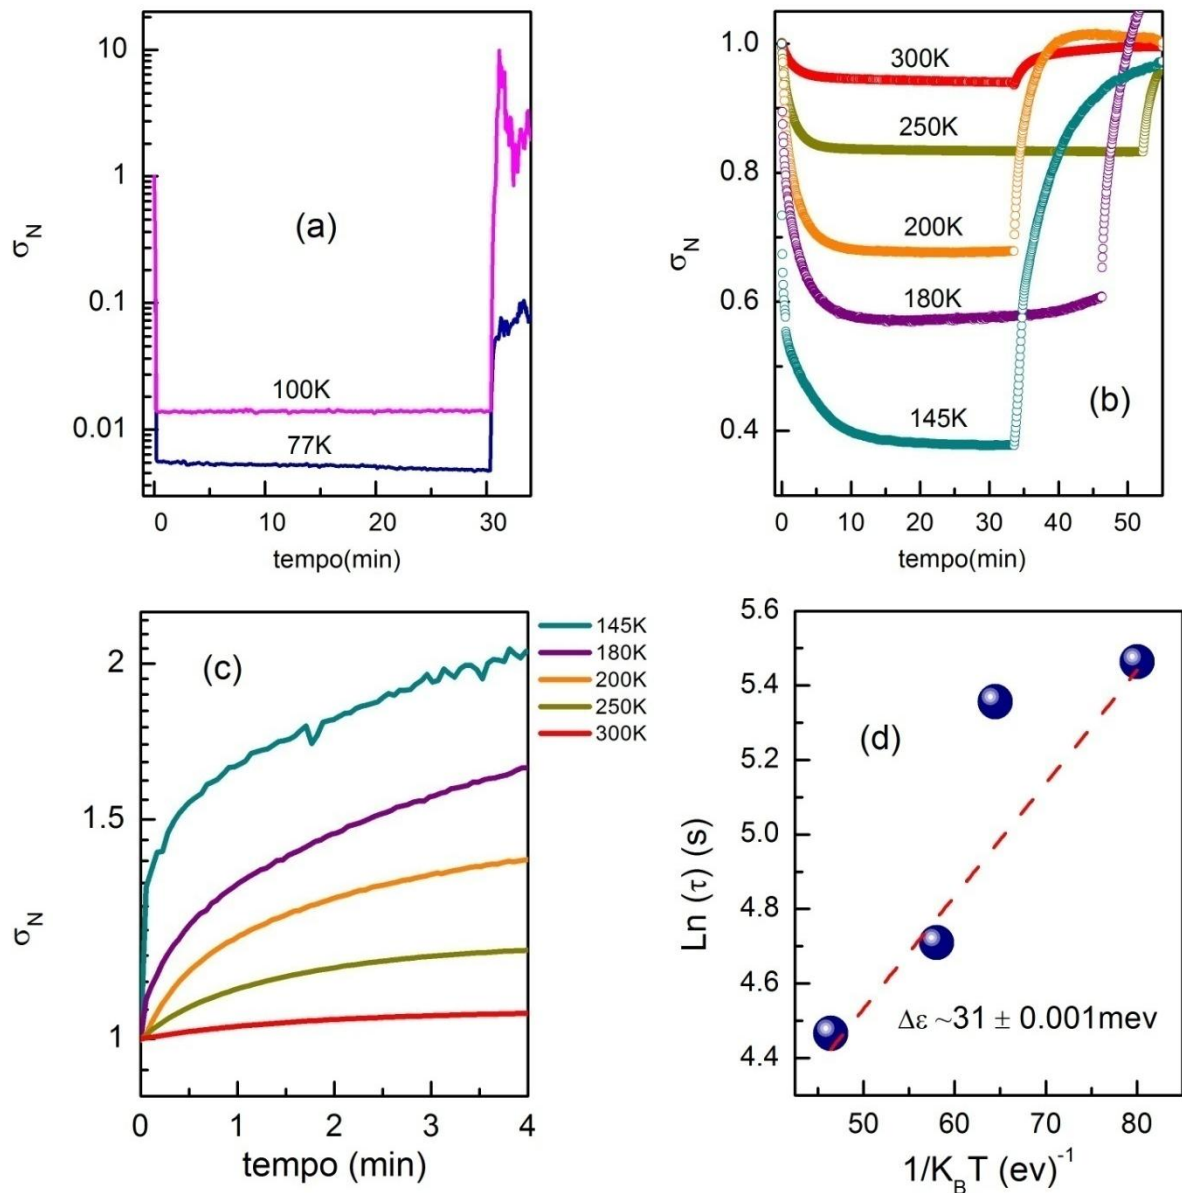 10
1
0.1
0.01
σN
(a)
100K
77K
0 10 20 30
tempo(min)
1.0
0.8
0.6
0.4
σN
300K
250K
200K
180K
145K
(b)
0 10 20 30 40 50
tempo(min)
2
1.5
1
σN
(c)
145K
180K
200K
250K
300K
0 1 2 3 4
tempo (min)
5.6
5.4
5.2
5.0
4.8
4.6
4.4
Ln (τ) (s)
(d)
Δε ~31 ± 0.001mev
50 60 70 80
1/KBT (ev)-1